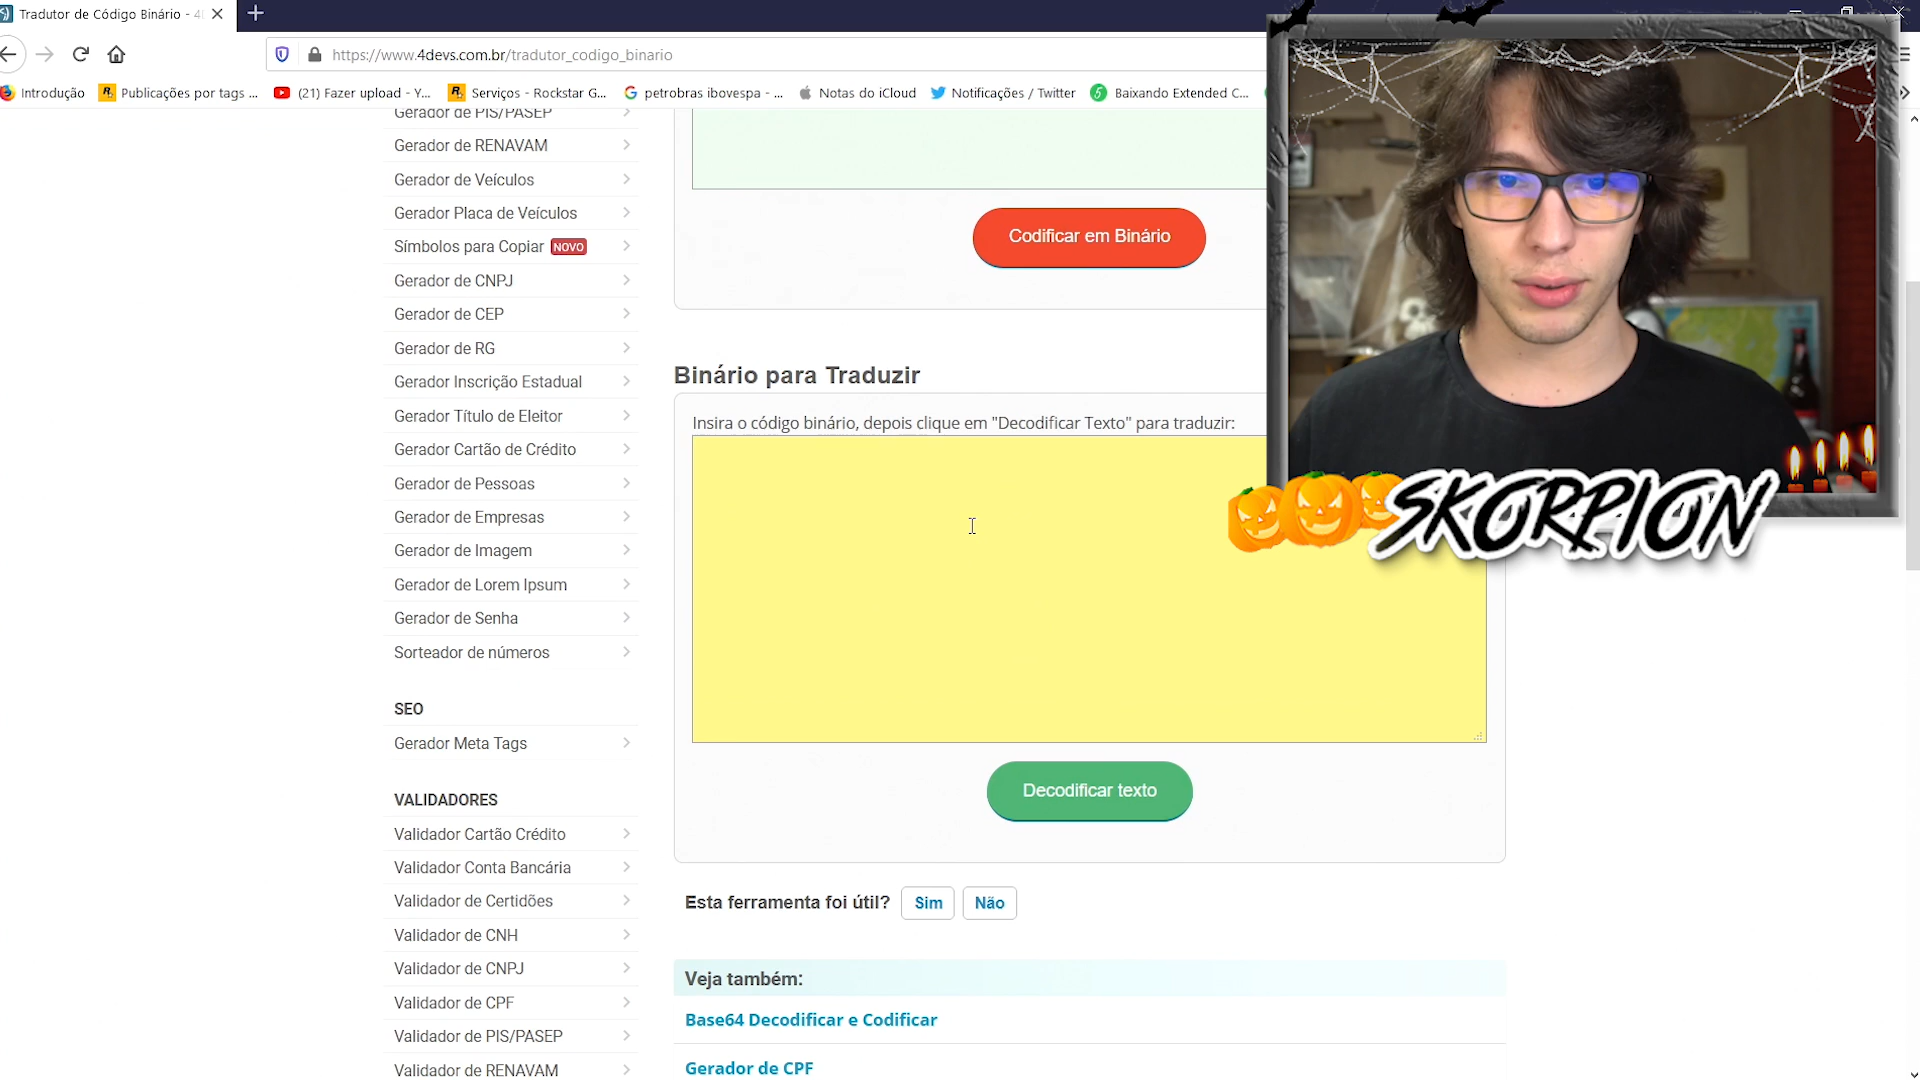 Tradutor de Código Binário - 4
https://www.4devs.com.br/tradutor_codigo_binario
Introdução
Publicações por tags ...
(21) Fazer upload - Y...
Serviços - Rockstar G...
petrobras ibovespa - ...
Notas do iCloud
Notificações / Twitter
Baixando Extended C...
Gerador de PIS/PASEP
Gerador de RENAVAM
Gerador de Veículos
Gerador Placa de Veículos
Símbolos para Copiar NOVO
Gerador de CNPJ
Gerador de CEP
Gerador de RG
Gerador Inscrição Estadual
Gerador Título de Eleitor
Gerador Cartão de Crédito
Gerador de Pessoas
Gerador de Empresas
Gerador de Imagem
Gerador de Lorem Ipsum
Gerador de Senha
Sorteador de números
SEO
Gerador Meta Tags
VALIDADORES
Validador Cartão Crédito
Validador Conta Bancária
Validador de Certidões
Validador de CNH
Validador de CNPJ
Validador de CPF
Validador de PIS/PASEP
Validador de RENAVAM
Codificar em Binário
Binário para Traduzir
Insira o código binário, depois clique em "Decodificar Texto" para traduzir:
Decodificar texto
Esta ferramenta foi útil? Sim Não
Veja também:
Base64 Decodificar e Codificar
Gerador de CPF
SKORPION